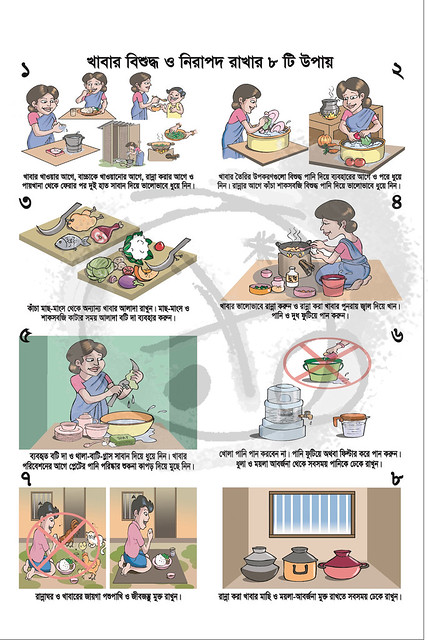 খাবার বিশুদ্ধ ও নিরাপদ রাখার ৮ টি উপায়
১
২
খাবার খাওয়ার আগে, বাচ্চাকে খাওয়ানোর আগে, রান্না করার আগে ও
পায়খানা থেকে ফেরার পর দুই হাত সাবান দিয়ে ভালোভাবে ধুয়ে নিন।
খাবার তৈরির উপকরণগুলো বিশুদ্ধ পানি দিয়ে ব্যবহারের আগে ও পরে ধুয়ে
নিন। রান্নার আগে কাঁচা শাকসবজি বিশুদ্ধ পানি দিয়ে ভালোভাবে ধুয়ে নিন।
৩
৪
কাঁচা মাছ-মাংস থেকে অন্যান্য খাবার আলাদা রাখুন। মাছ-মাংস ও
শাকসবজি কাটার সময় আলাদা বটি দা ব্যবহার করুন।
খাবার ভালোভাবে রান্না করুন ও রান্না করা খাবার পুনরায় জ্বাল দিয়ে খান।
পানি ও দুধ ফুটিয়ে পান করুন।
৫
৬
ব্যবহৃত বটি দা ও থালা-বাটি-গ্লাস সাবান দিয়ে ধুয়ে নিন। খাবার
পরিবেশনের আগে প্লেটের পানি পরিষ্কার শুকনা কাপড় দিয়ে মুছে নিন।
খোলা পানি পান করবেন না। পানি ফুটিয়ে অথবা ফিল্টার করে পান করুন।
ধুলা ও ময়লা আবর্জনা থেকে সবসময় পানিকে ঢেকে রাখুন।
৭
৮
রান্নাঘর ও খাবারের জায়গা পশুপাখি ও জীবজন্তু মুক্ত রাখুন।
রান্না করা খাবার মাছি ও ময়লা-আবর্জনা মুক্ত রাখতে সবসময় ঢেকে রাখুন।